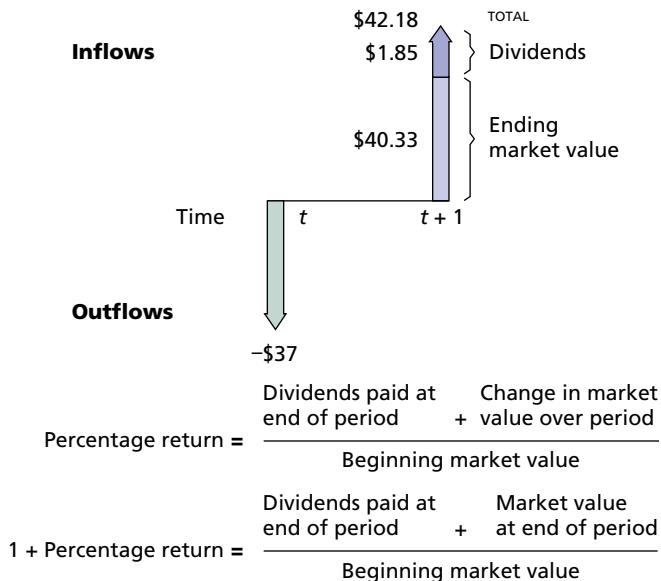 $42.18 TOTAL
Inflows $1.85 Dividends
$40.33 Ending
market value
Time t t + 1
Outflows
–$37
Dividends paid at Change in market
end of period + value over period
Percentage return =
Beginning market value
Dividends paid at Market value
end of period + at end of period
1 + Percentage return =
Beginning market value